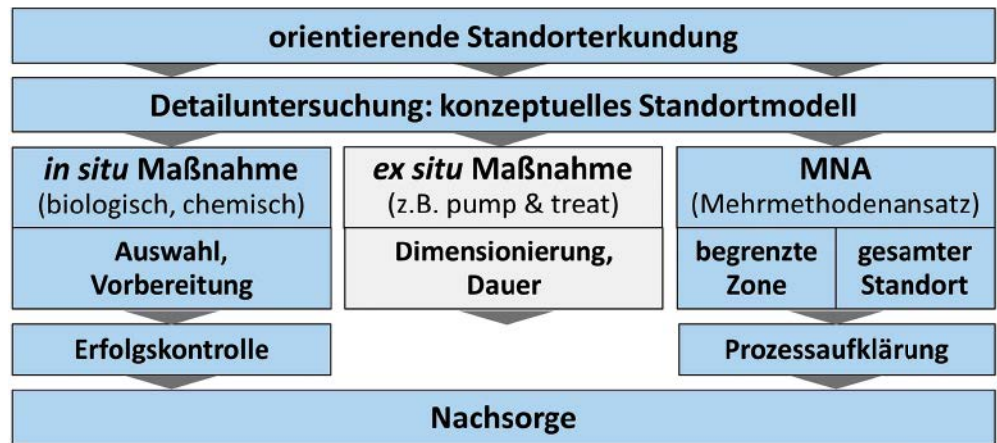 orientierende Standorterkundung
Detailuntersuchung: konzeptuelles Standortmodell
in situ Maßnahme
(biologisch, chemisch)
Auswahl,
Vorbereitung
Erfolgskontrolle
ex situ Maßnahme
(z.B. pump & treat)
Dimensionierung,
Dauer
MNA
(Mehrmethodenansatz)
begrenzte
Zone
gesamter
Standort
Prozessaufklärung
Nachsorge